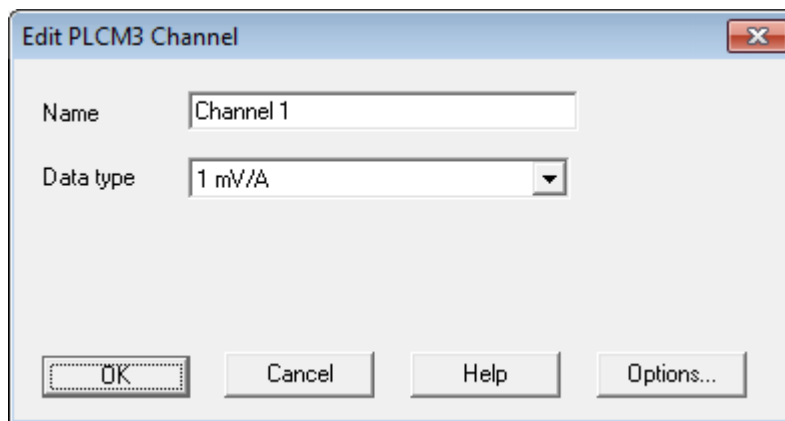 Edit PLCM3 Channel
Name Channel 1
Data type 1 mV/A
OK Cancel Help Options...